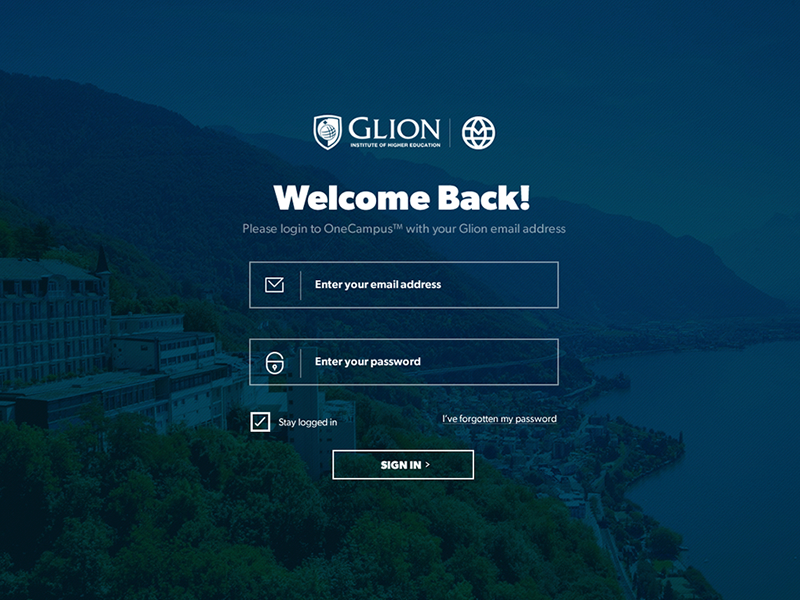 GLION
INSTITUTE OF HIGHER EDUCATION
Welcome Back!
Please login to OneCampus™ with your Glion email address
Enter your email address
Enter your password
Stay logged in
I've forgotten my password
SIGN IN >